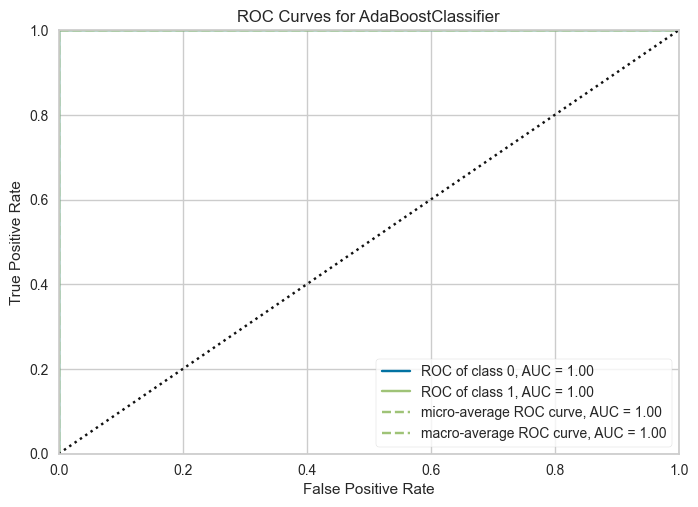 ROC Curves for AdaBoostClassifier
1.0
0.8
0.6
0.4
0.2
0.0
True Positive Rate
ROC of class 0, AUC = 1.00
ROC of class 1, AUC = 1.00
micro-average ROC curve, AUC = 1.00
macro-average ROC curve, AUC = 1.00
0.0 0.2 0.4 0.6 0.8 1.0
False Positive Rate